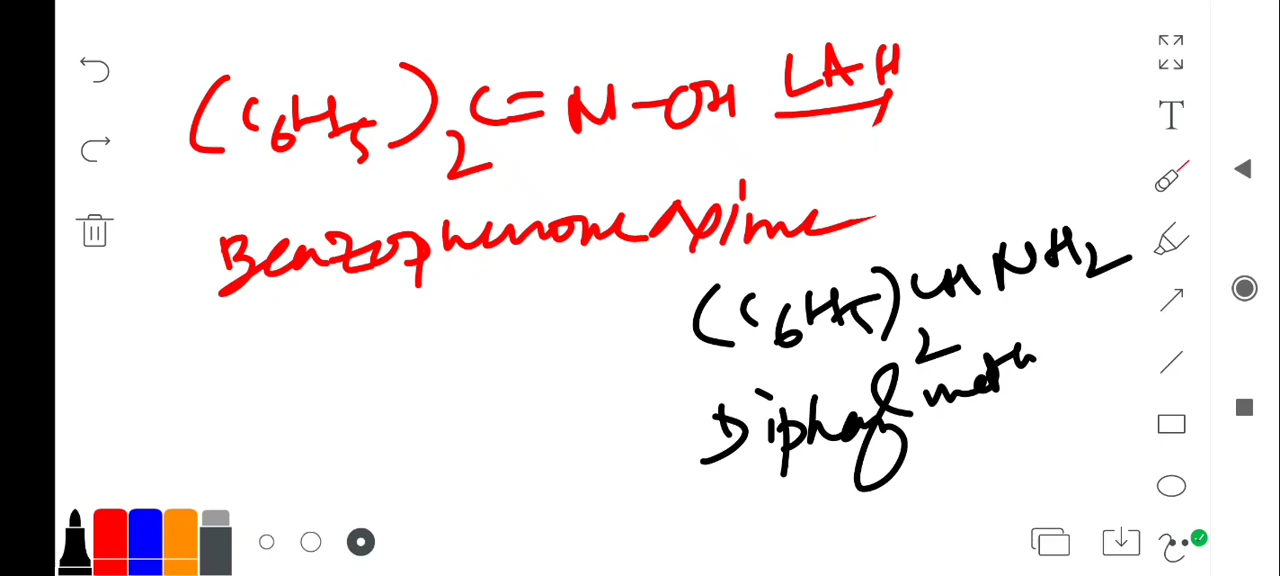 (C6H5)2C=N-OH LAH
Benzophenone oxime
(C6H5)2CHNH2
Diphenyl meth
T